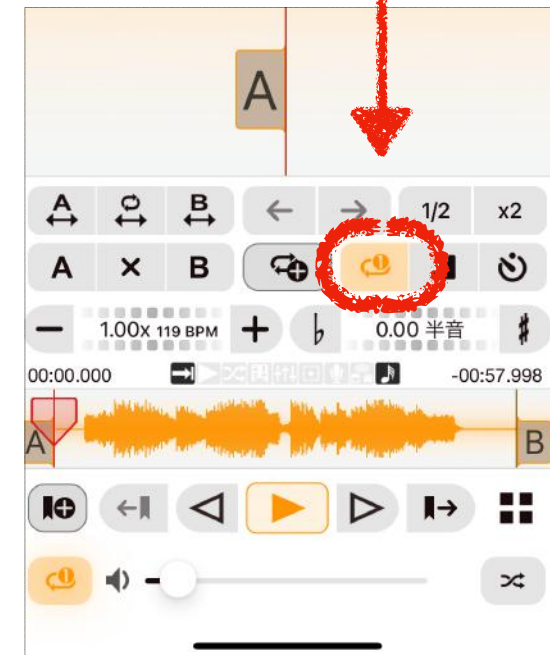 A
A B 1/2 x2
A × B
1.00x 119 BPM + ♭ 0.00 半音 ♯
00:00.000 -00:57.998
A B